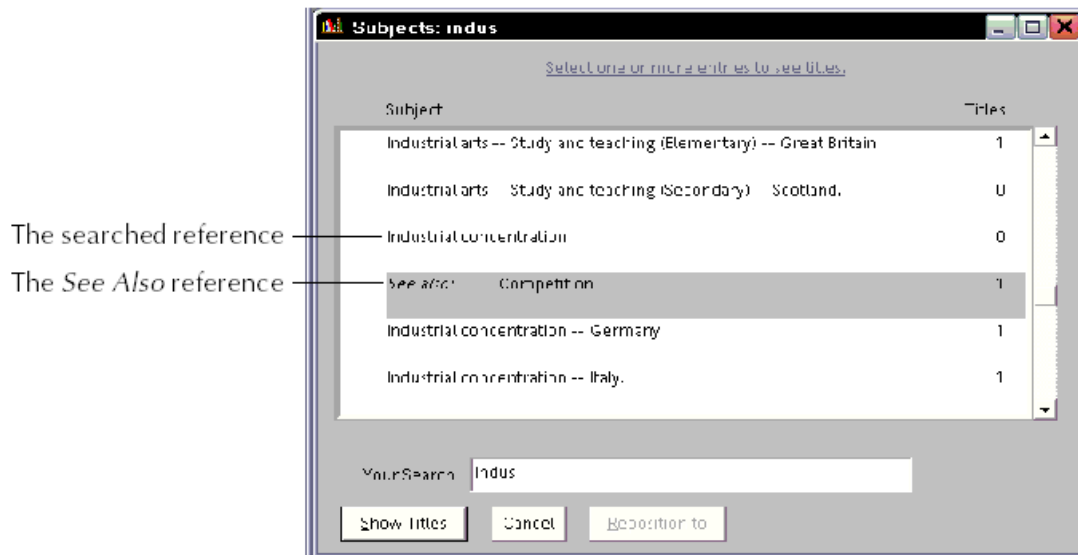 Subjects: indus
Select one or more entries to see titles.
Subject Titles
Industrial arts -- Study and teaching (Elementary) -- Great Britain 1
Industrial arts -- Study and teaching (Secondary) -- Scotland. 0
The searched reference Industrial concentration 0
The See Also reference See also: Competition 1
Industrial concentration -- Germany 1
Industrial concentration -- Italy. 1
Your Search indus
Show Titles Cancel Reposition to